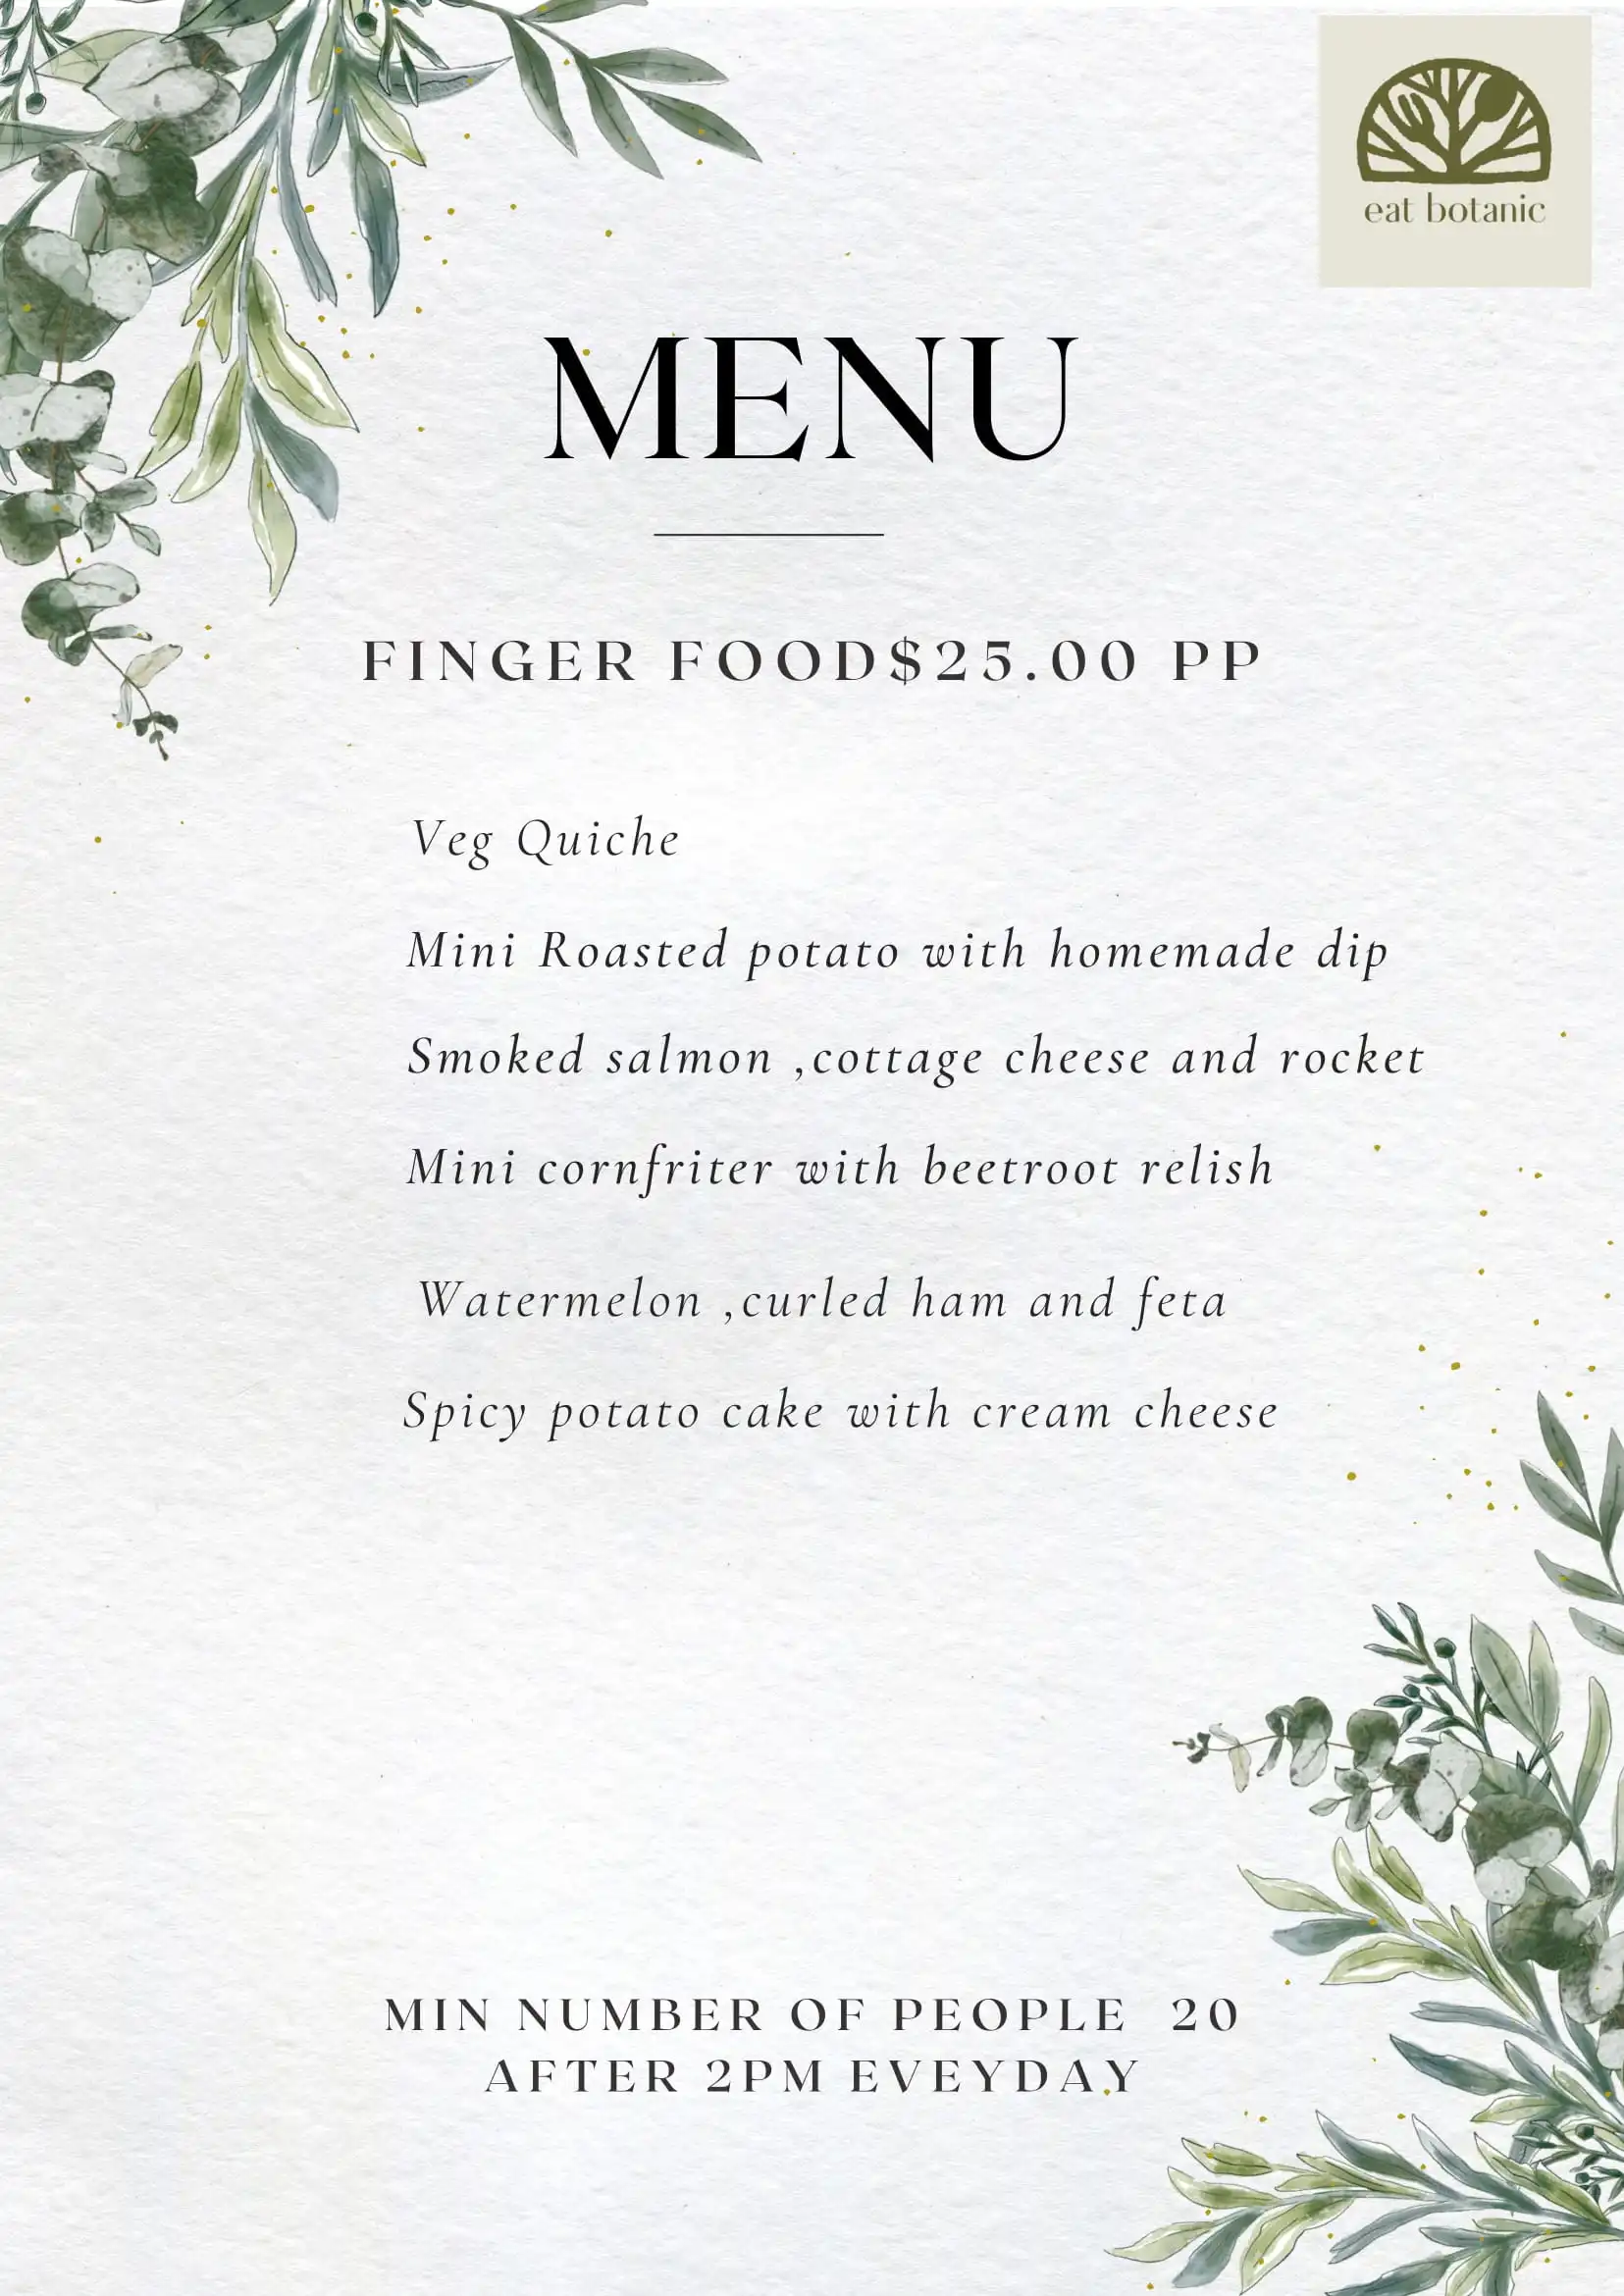 eat botanic
MENU
FINGER FOOD$25.00 PP
Veg Quiche
Mini Roasted potato with homemade dip
Smoked salmon ,cottage cheese and rocket
Mini cornfriter with beetroot relish
Watermelon ,curled ham and feta
Spicy potato cake with cream cheese
MIN NUMBER OF PEOPLE 20
AFTER 2PM EVEYDAY